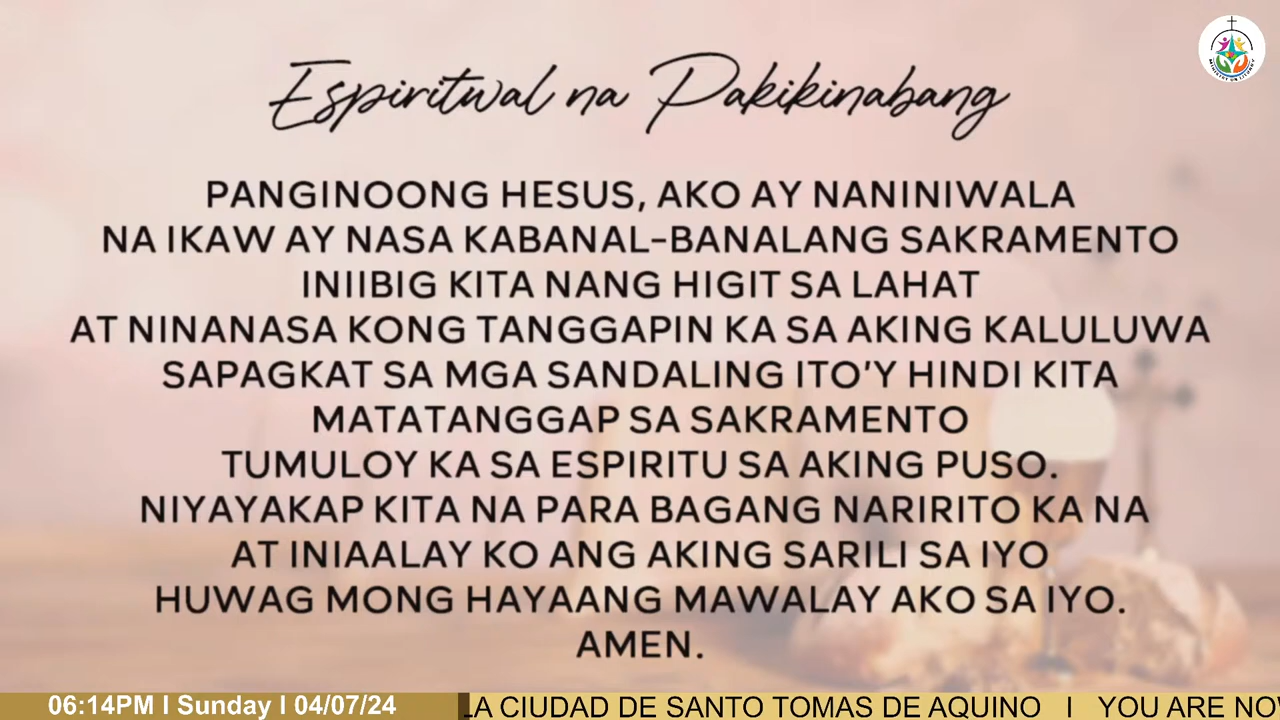 Espiritwal na Pakikinabang
PANGINOONG HESUS, AKO AY NANINIWALA
NA IKAW AY NASA KABANAL-BANALANG SAKRAMENTO
INIIBIG KITA NANG HIGIT SA LAHAT
AT NINANASA KONG TANGGAPIN KA SA AKING KALULUWA
SAPAGKAT SA MGA SANDALING ITO'Y HINDI KITA
MATATANGGAP SA SAKRAMENTO
TUMULOY KA SA ESPIRITU SA AKING PUSO.
NIYAYAKAP KITA NA PARA BAGANG NARIRITO KA NA
AT INIAALAY KO ANG AKING SARILI SA IYO
HUWAG MONG HAYAANG MAWALAY AKO SA IYO.
AMEN.
06:14PM I Sunday I 04/07/24
LA CIUDAD DE SANTO TOMAS DE AQUINO I YOU ARE